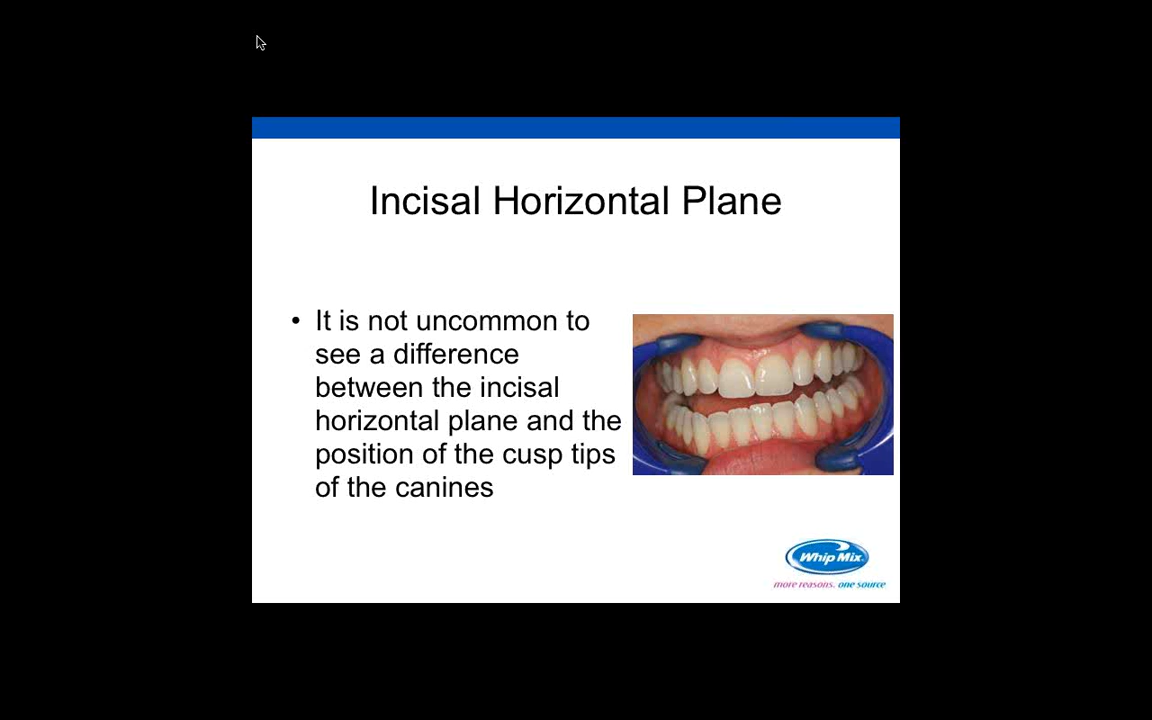 Incisal Horizontal Plane
• It is not uncommon to
see a difference
between the incisal
horizontal plane and the
position of the cusp tips
of the canines
Whip Mix
more reasons. one source